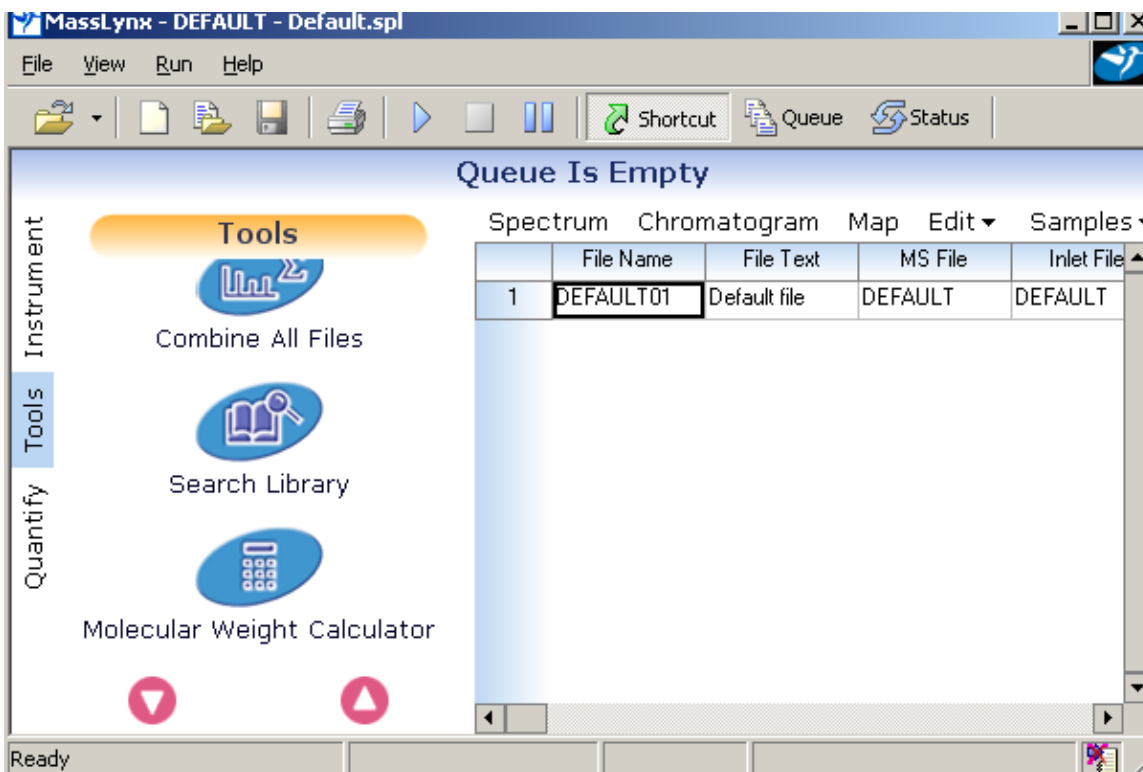 MassLynx - DEFAULT - Default.spl
File View Run Help
Shortcut Queue Status
Queue Is Empty
Instrument
Tools
Quantify
Tools
Combine All Files
Search Library
Molecular Weight Calculator
Spectrum Chromatogram Map Edit Samples
File Name File Text MS File Inlet File
1 DEFAULT01 Default file DEFAULT DEFAULT
Ready